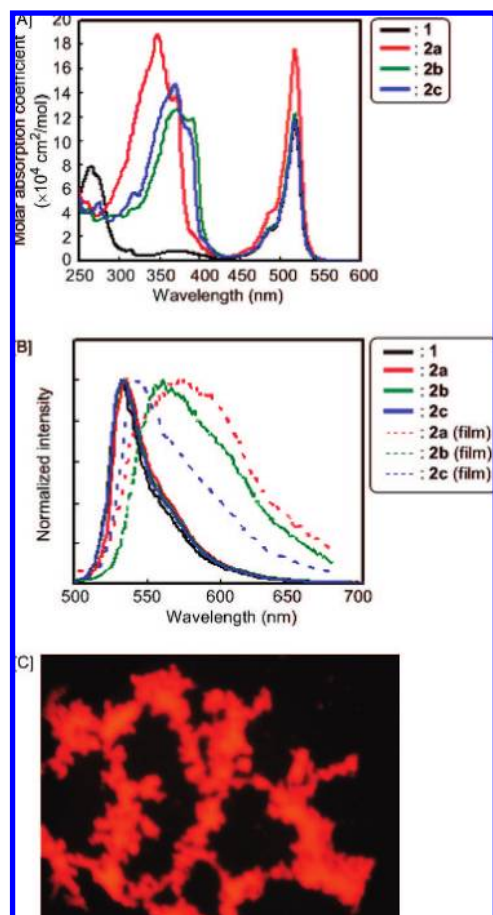 A]
Molar absorption coefficient
(×10⁴ cm²/mol)
20
18
16
14
12
10
8
6
4
2
0
250 300 350 400 450 500 550 600
Wavelength (nm)
: 1
: 2a
: 2b
: 2c
B]
Normalized intensity
500 550 600 700
Wavelength (nm)
: 1
: 2a
: 2b
: 2c
: 2a (film)
: 2b (film)
: 2c (film)
C]